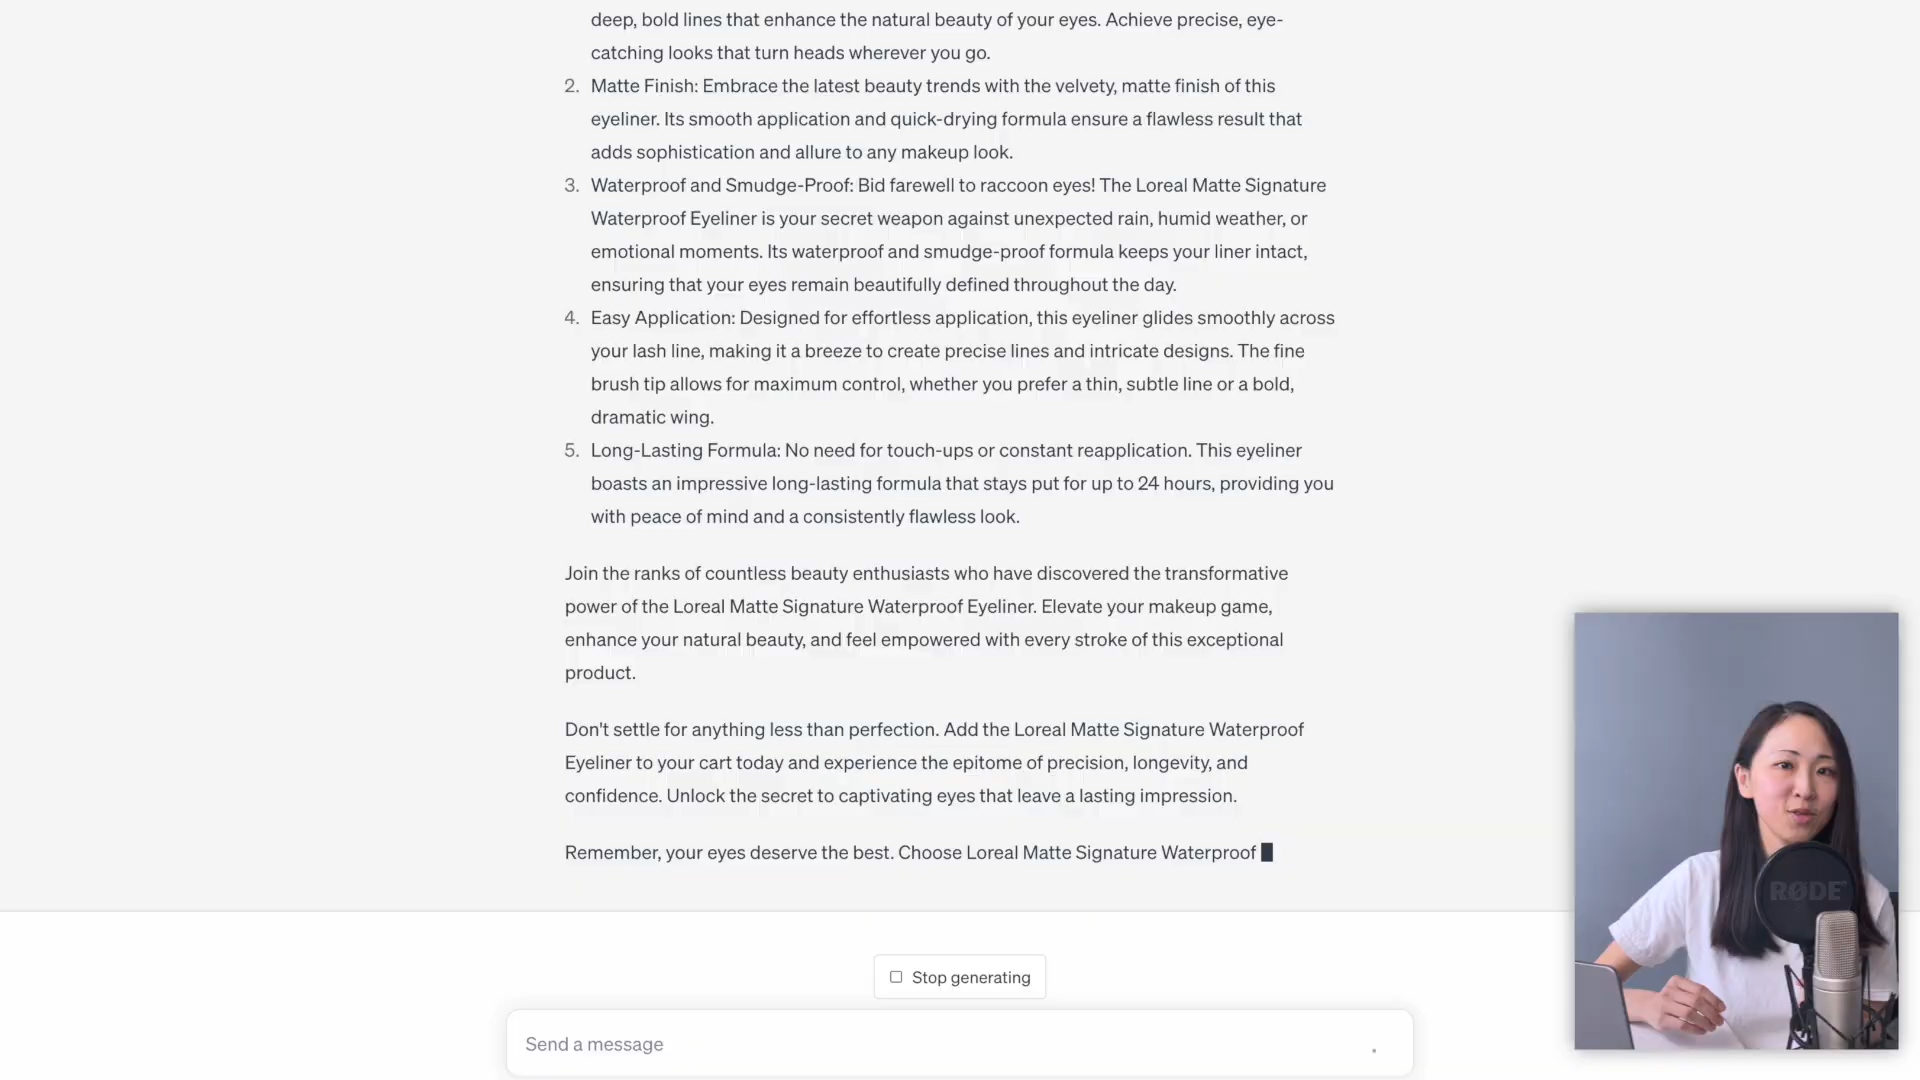 deep, bold lines that enhance the natural beauty of your eyes. Achieve precise, eye-
catching looks that turn heads wherever you go.
2. Matte Finish: Embrace the latest beauty trends with the velvety, matte finish of this
eyeliner. Its smooth application and quick-drying formula ensure a flawless result that
adds sophistication and allure to any makeup look.
3. Waterproof and Smudge-Proof: Bid farewell to raccoon eyes! The Loreal Matte Signature
Waterproof Eyeliner is your secret weapon against unexpected rain, humid weather, or
emotional moments. Its waterproof and smudge-proof formula keeps your liner intact,
ensuring that your eyes remain beautifully defined throughout the day.
4. Easy Application: Designed for effortless application, this eyeliner glides smoothly across
your lash line, making it a breeze to create precise lines and intricate designs. The fine
brush tip allows for maximum control, whether you prefer a thin, subtle line or a bold,
dramatic wing.
5. Long-Lasting Formula: No need for touch-ups or constant reapplication. This eyeliner
boasts an impressive long-lasting formula that stays put for up to 24 hours, providing you
with peace of mind and a consistently flawless look.
Join the ranks of countless beauty enthusiasts who have discovered the transformative
power of the Loreal Matte Signature Waterproof Eyeliner. Elevate your makeup game,
enhance your natural beauty, and feel empowered with every stroke of this exceptional
product.
Don't settle for anything less than perfection. Add the Loreal Matte Signature Waterproof
Eyeliner to your cart today and experience the epitome of precision, longevity, and
confidence. Unlock the secret to captivating eyes that leave a lasting impression.
Remember, your eyes deserve the best. Choose Loreal Matte Signature Waterproof
Stop generating
Send a message
RØDE